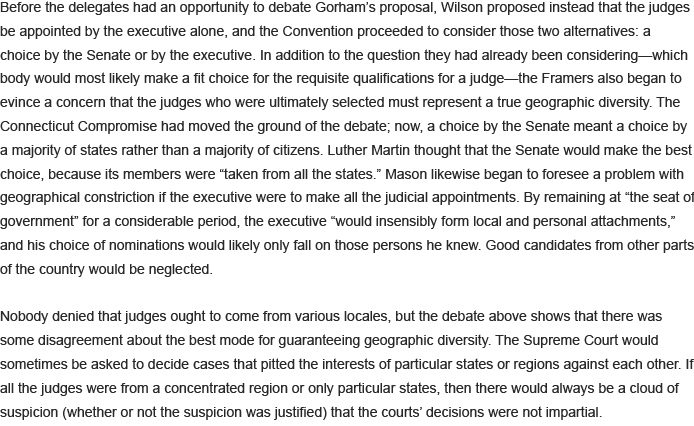 Before the delegates had an opportunity to debate Gorham’s proposal, Wilson proposed instead that the judges
be appointed by the executive alone, and the Convention proceeded to consider those two alternatives: a
choice by the Senate or by the executive. In addition to the question they had already been considering—which
body would most likely make a fit choice for the requisite qualifications for a judge—the Framers also began to
evince a concern that the judges who were ultimately selected must represent a true geographic diversity. The
Connecticut Compromise had moved the ground of the debate; now, a choice by the Senate meant a choice by
a majority of states rather than a majority of citizens. Luther Martin thought that the Senate would make the best
choice, because its members were “taken from all the states.” Mason likewise began to foresee a problem with
geographical constriction if the executive were to make all the judicial appointments. By remaining at “the seat of
government” for a considerable period, the executive “would insensibly form local and personal attachments,”
and his choice of nominations would likely only fall on those persons he knew. Good candidates from other parts
of the country would be neglected.
Nobody denied that judges ought to come from various locales, but the debate above shows that there was
some disagreement about the best mode for guaranteeing geographic diversity. The Supreme Court would
sometimes be asked to decide cases that pitted the interests of particular states or regions against each other. If
all the judges were from a concentrated region or only particular states, then there would always be a cloud of
suspicion (whether or not the suspicion was justified) that the courts’ decisions were not impartial.